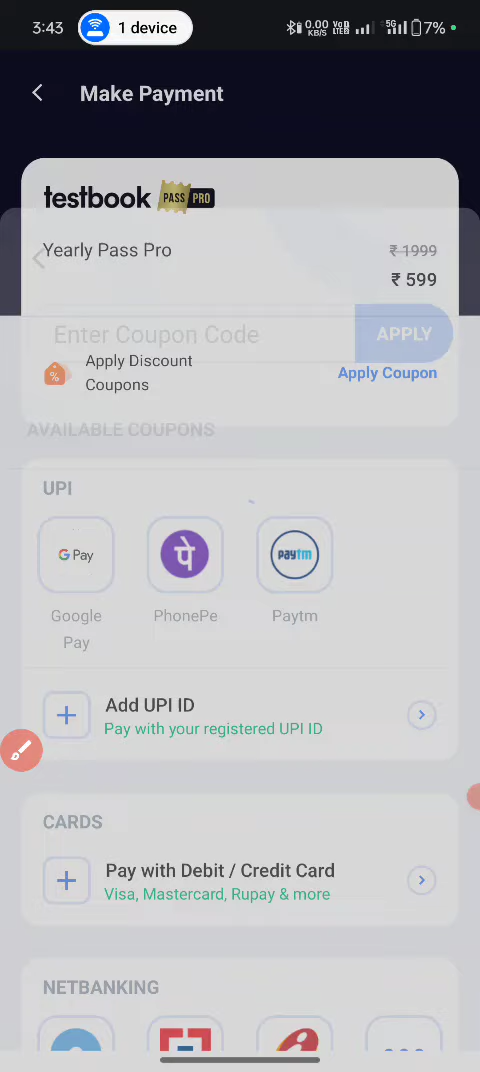 3:43
1 device
0.00
KB/S
Vo))
LTE
5G
7%
Make Payment
testbook PASS PRO
Yearly Pass Pro
₹ 1999
₹ 599
Enter Coupon Code
APPLY
Apply Discount
Coupons
Apply Coupon
AVAILABLE COUPONS
UPI
G Pay
पे
paytm
Google
Pay
PhonePe
Paytm
Add UPI ID
Pay with your registered UPI ID
CARDS
Pay with Debit / Credit Card
Visa, Mastercard, Rupay & more
NETBANKING